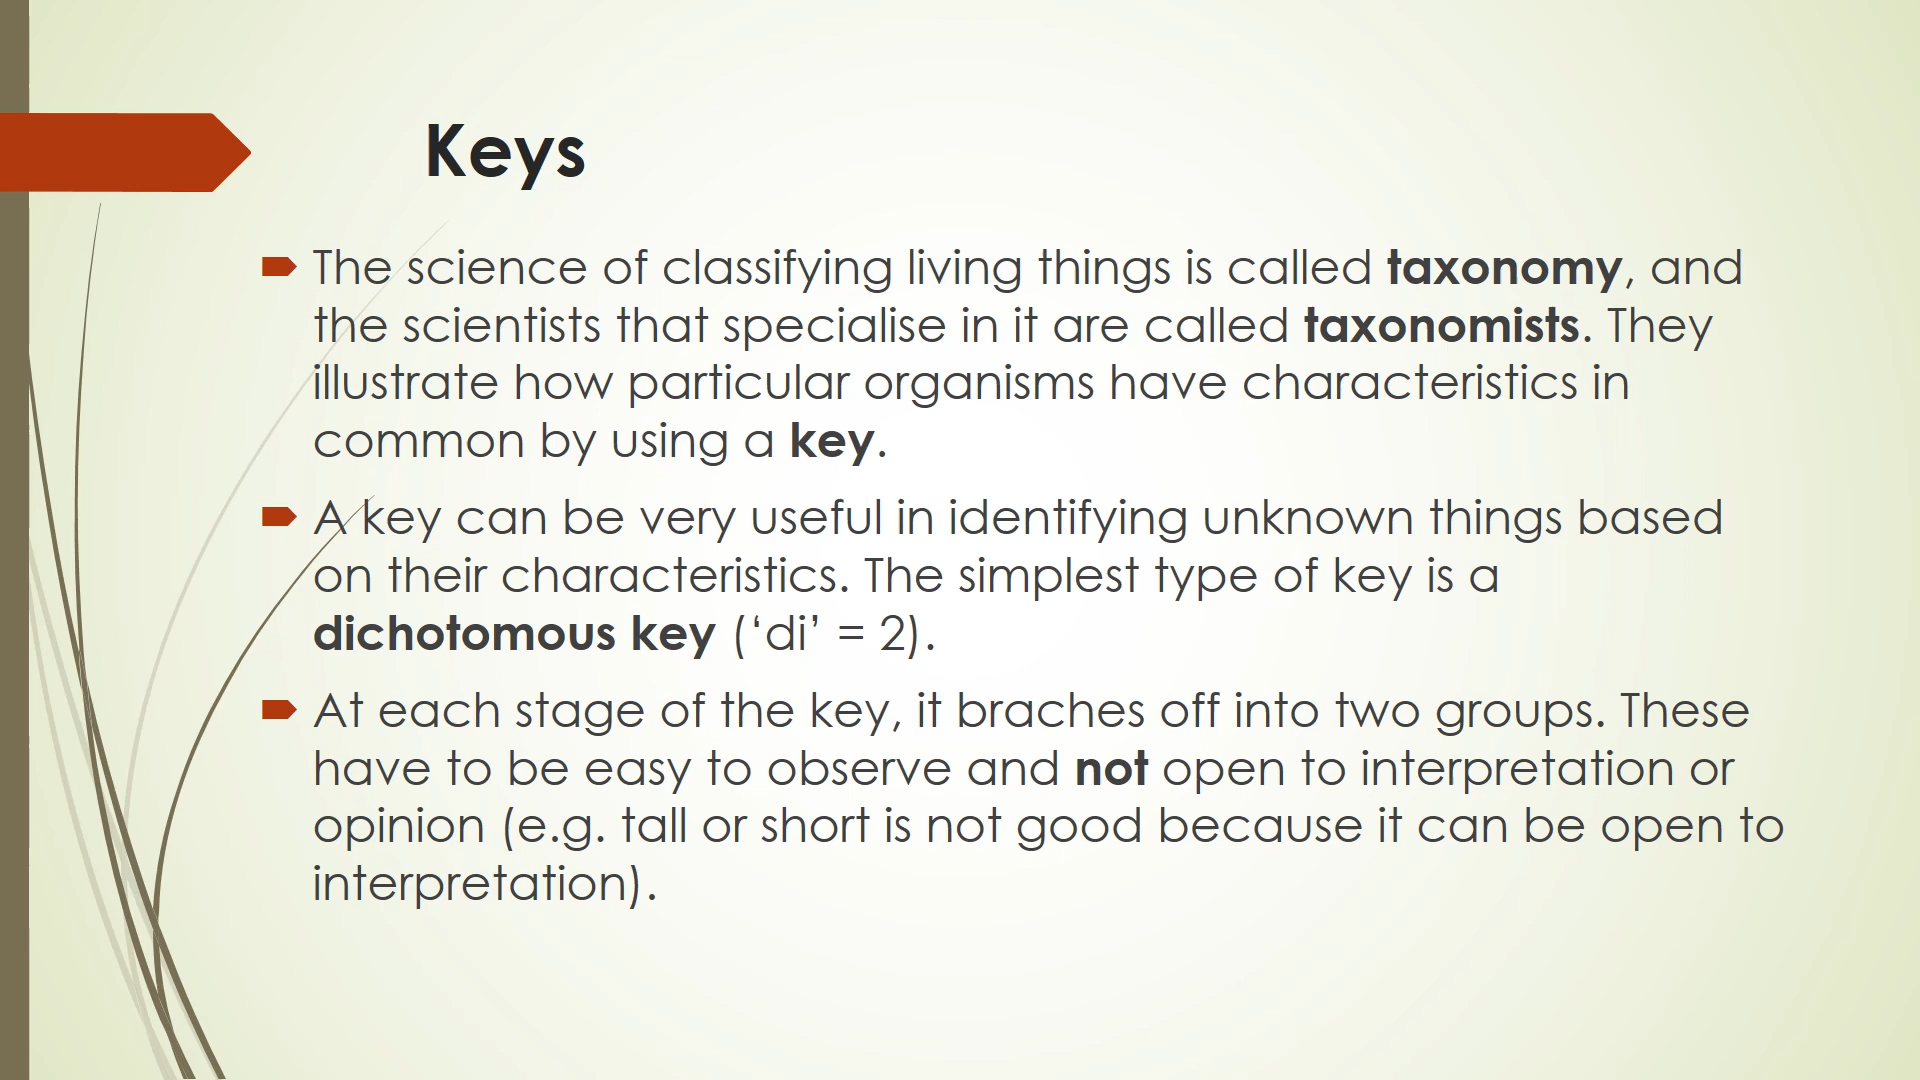 Keys
The science of classifying living things is called taxonomy, and
the scientists that specialise in it are called taxonomists. They
illustrate how particular organisms have characteristics in
common by using a key.
A key can be very useful in identifying unknown things based
on their characteristics. The simplest type of key is a
dichotomous key (‘di’ = 2).
At each stage of the key, it braches off into two groups. These
have to be easy to observe and not open to interpretation or
opinion (e.g. tall or short is not good because it can be open to
interpretation).